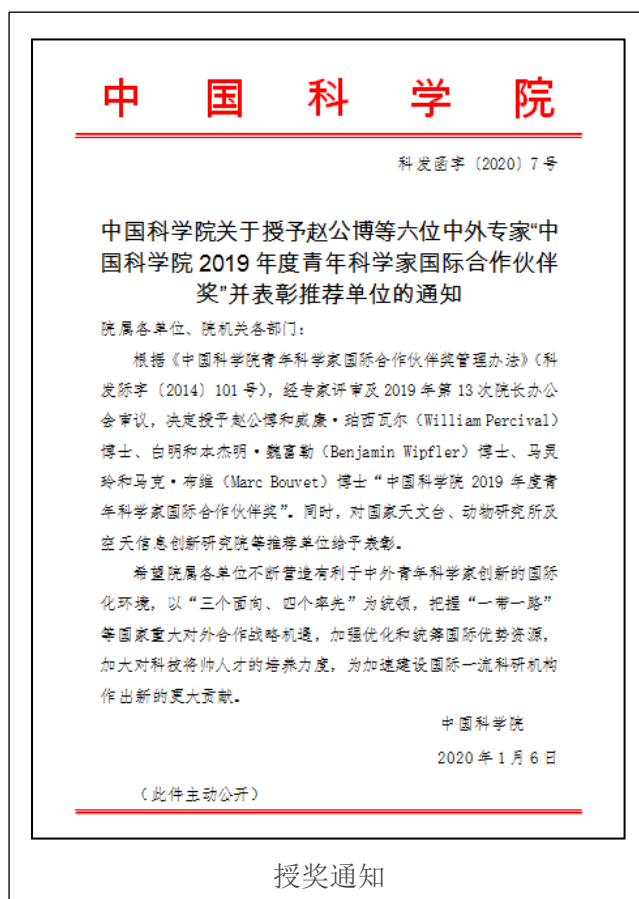 中国科学院
科发函字〔2020〕7号
中国科学院关于授予赵公博等六位中外专家“中
国科学院 2019 年度青年科学家国际合作伙伴
奖”并表彰推荐单位的通知
院属各单位、院机关各部门：
根据《中国科学院青年科学家国际合作伙伴奖管理办法》（科
发际字〔2014〕101号），经专家评审及2019年第13次院长办公
会审议，决定授予赵公博和威廉·珀西瓦尔（William Percival）
博士、白明和本杰明·魏富勒（Benjamin Wipfler）博士、马灵
玲和马克·布维（Marc Bouvet）博士“中国科学院 2019 年度青
年科学家国际合作伙伴奖”。同时，对国家天文台、动物研究所及
空天信息创新研究院等推荐单位给予表彰。
希望院属各单位不断营造有利于中外青年科学家创新的国际
化环境，以“三个面向、四个率先”为统领，把握“一带一路”
等国家重大对外合作战略机遇，加强优化和统筹国际优势资源，
加大对科技将帅人才的培养力度，为加速建设国际一流科研机构
作出新的更大贡献。
中国科学院
2020年1月6日
（此件主动公开）
授奖通知